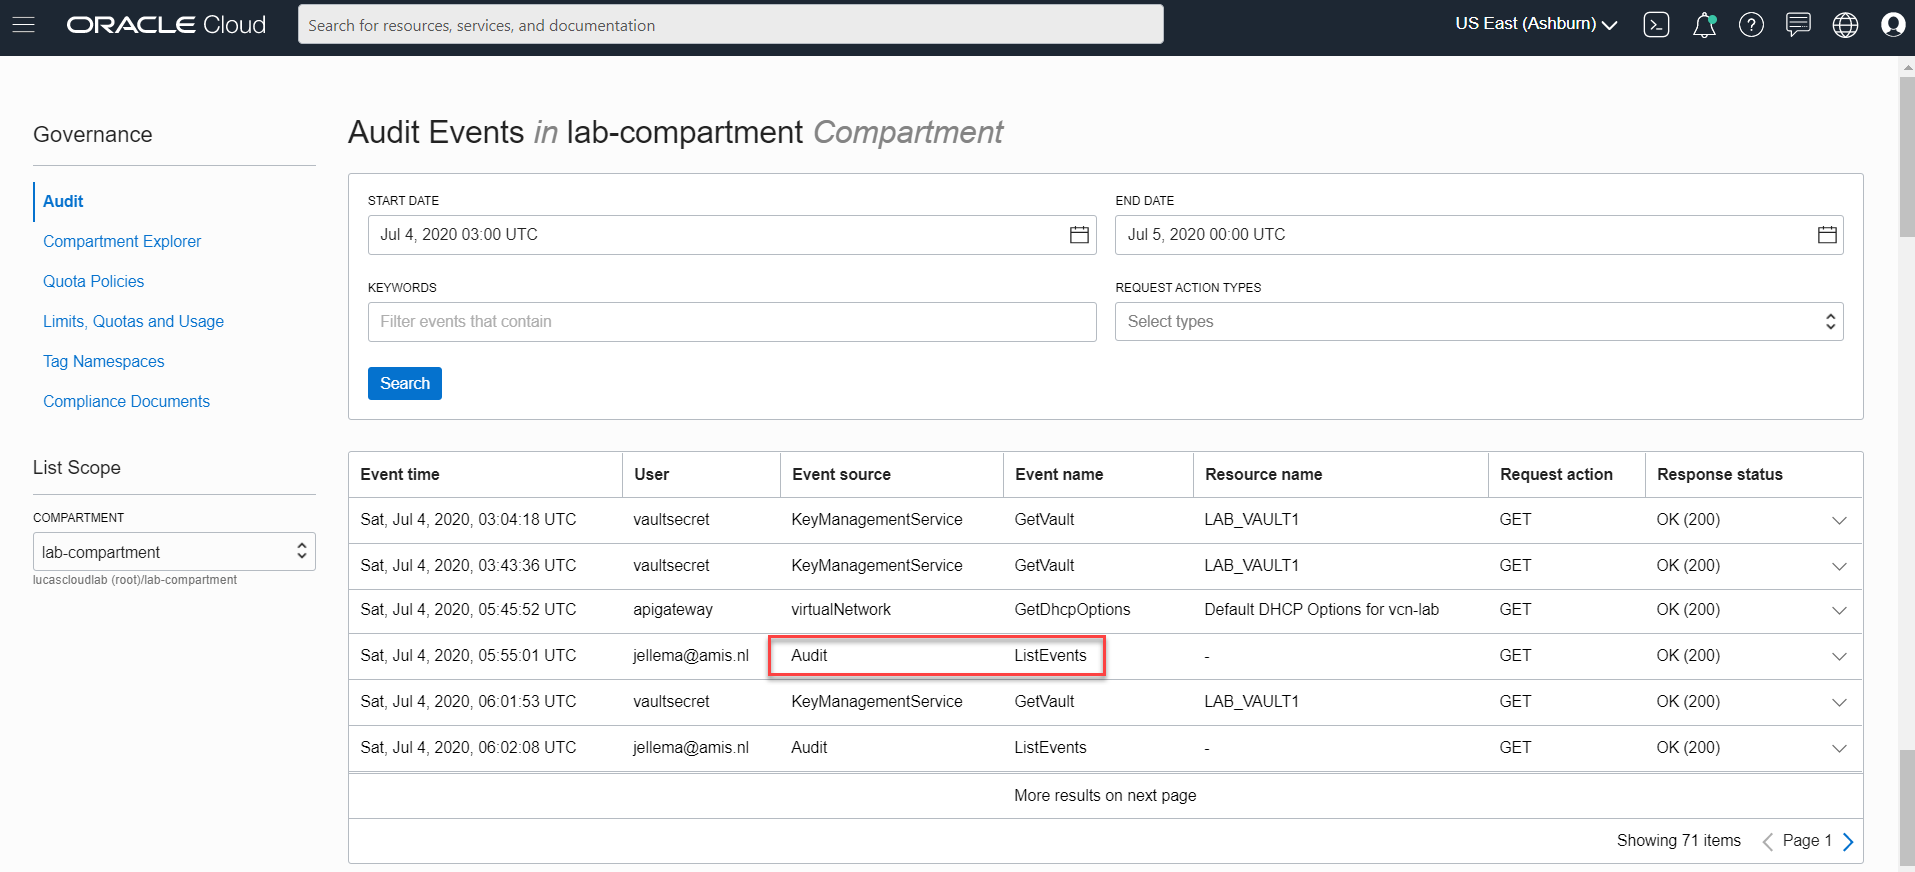 ORACLE Cloud
Search for resources, services, and documentation
US East (Ashburn)
Governance
Audit
Compartment Explorer
Quota Policies
Limits, Quotas and Usage
Tag Namespaces
Compliance Documents
List Scope
COMPARTMENT
lab-compartment
lucascloudlab (root)/lab-compartment
Audit Events in lab-compartment Compartment
START DATE
Jul 4, 2020 03:00 UTC
END DATE
Jul 5, 2020 00:00 UTC
KEYWORDS
Filter events that contain
REQUEST ACTION TYPES
Select types
Search
Event time User Event source Event name Resource name Request action Response status
Sat, Jul 4, 2020, 03:04:18 UTC vaultsecret KeyManagementService GetVault LAB_VAULT1 GET OK (200)
Sat, Jul 4, 2020, 03:43:36 UTC vaultsecret KeyManagementService GetVault LAB_VAULT1 GET OK (200)
Sat, Jul 4, 2020, 05:45:52 UTC apigateway virtualNetwork GetDhcpOptions Default DHCP Options for vcn-lab GET OK (200)
Sat, Jul 4, 2020, 05:55:01 UTC jellema@amis.nl Audit ListEvents - GET OK (200)
Sat, Jul 4, 2020, 06:01:53 UTC vaultsecret KeyManagementService GetVault LAB_VAULT1 GET OK (200)
Sat, Jul 4, 2020, 06:02:08 UTC jellema@amis.nl Audit ListEvents - GET OK (200)
More results on next page
Showing 71 items Page 1